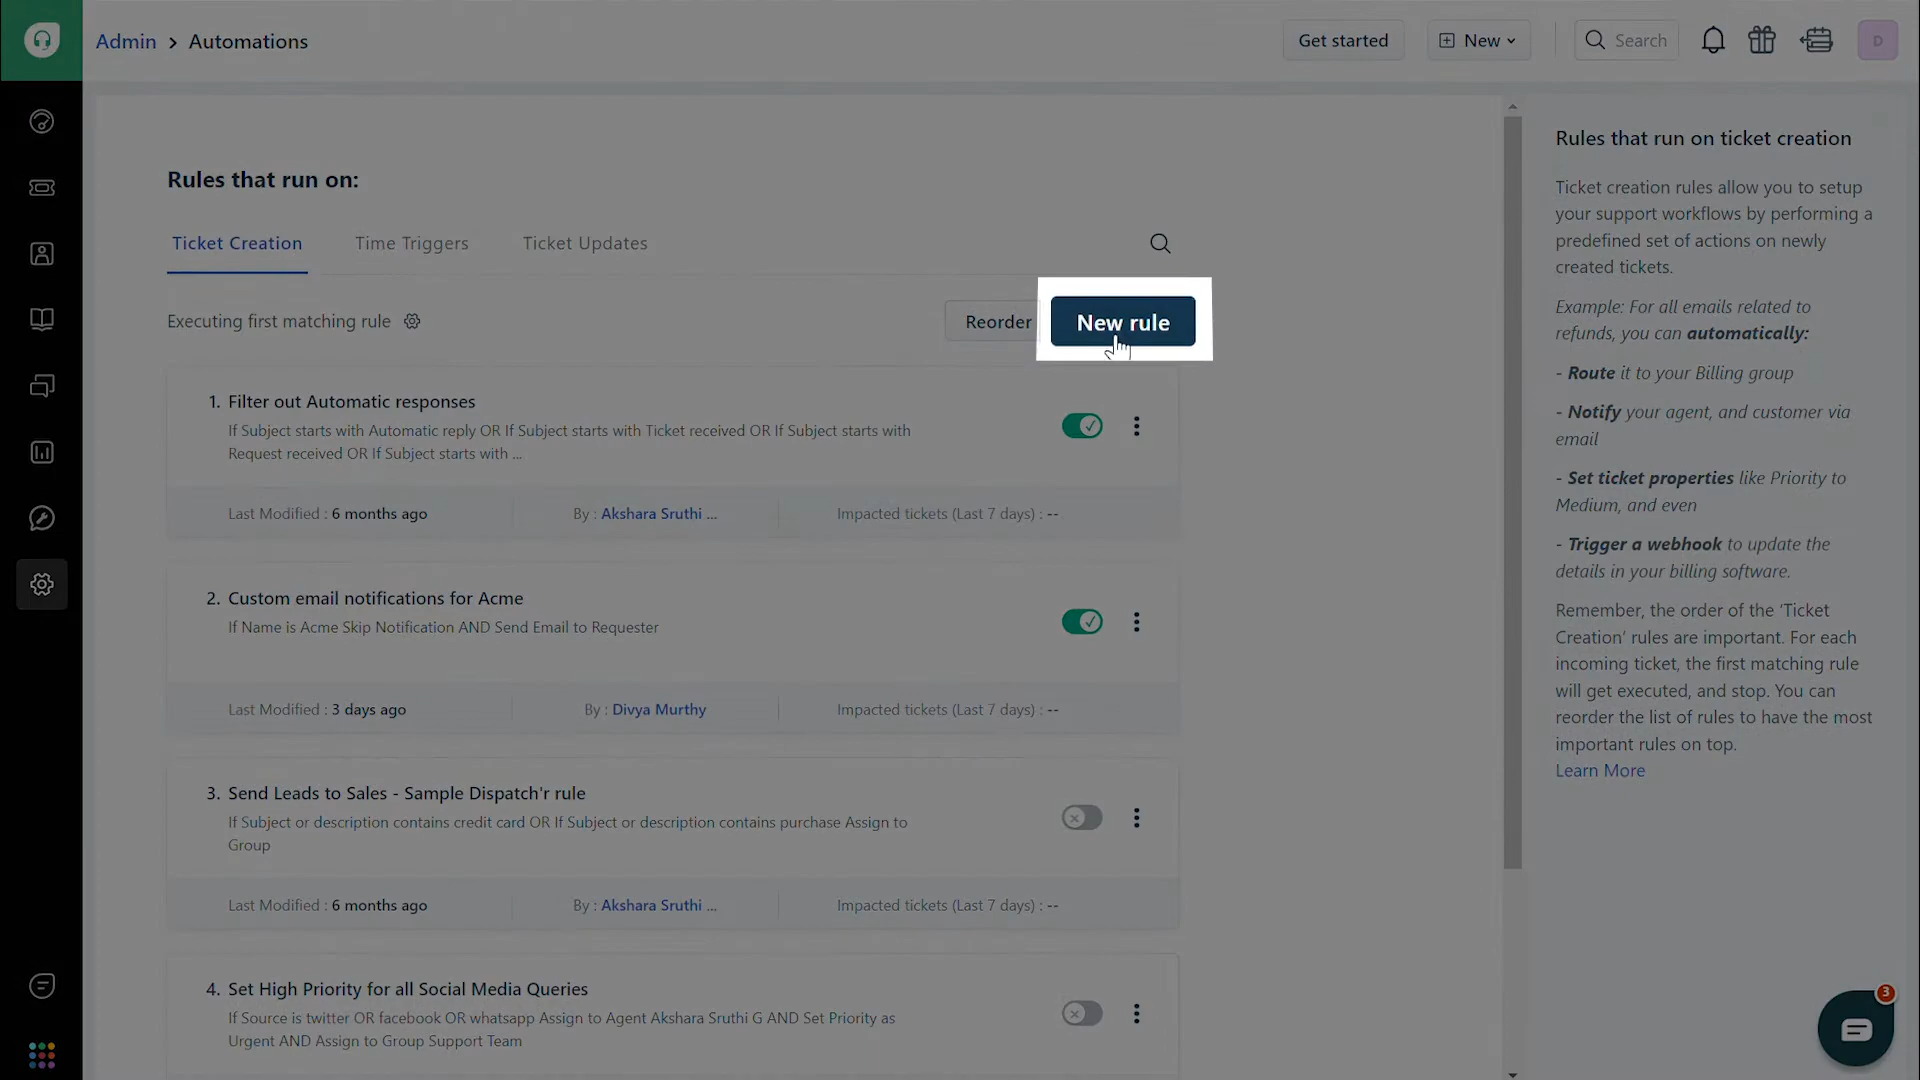 Admin > Automations
Get started
New
Search
D
Rules that run on:
Ticket Creation
Time Triggers
Ticket Updates
Executing first matching rule
Reorder
New rule
1. Filter out Automatic responses
If Subject starts with Automatic reply OR If Subject starts with Ticket received OR If Subject starts with
Request received OR If Subject starts with ...
Last Modified : 6 months ago
By : Akshara Sruthi ...
Impacted tickets (Last 7 days) : --
2. Custom email notifications for Acme
If Name is Acme Skip Notification AND Send Email to Requester
Last Modified : 3 days ago
By : Divya Murthy
Impacted tickets (Last 7 days) : --
3. Send Leads to Sales - Sample Dispatch'r rule
If Subject or description contains credit card OR If Subject or description contains purchase Assign to
Group
Last Modified : 6 months ago
By : Akshara Sruthi ...
Impacted tickets (Last 7 days) : --
4. Set High Priority for all Social Media Queries
If Source is twitter OR facebook OR whatsapp Assign to Agent Akshara Sruthi G AND Set Priority as
Urgent AND Assign to Group Support Team
Rules that run on ticket creation
Ticket creation rules allow you to setup
your support workflows by performing a
predefined set of actions on newly
created tickets.
Example: For all emails related to
refunds, you can automatically:
- Route it to your Billing group
- Notify your agent, and customer via
email
- Set ticket properties like Priority to
Medium, and even
- Trigger a webhook to update the
details in your billing software.
Remember, the order of the ‘Ticket
Creation’ rules are important. For each
incoming ticket, the first matching rule
will get executed, and stop. You can
reorder the list of rules to have the most
important rules on top.
Learn More
3